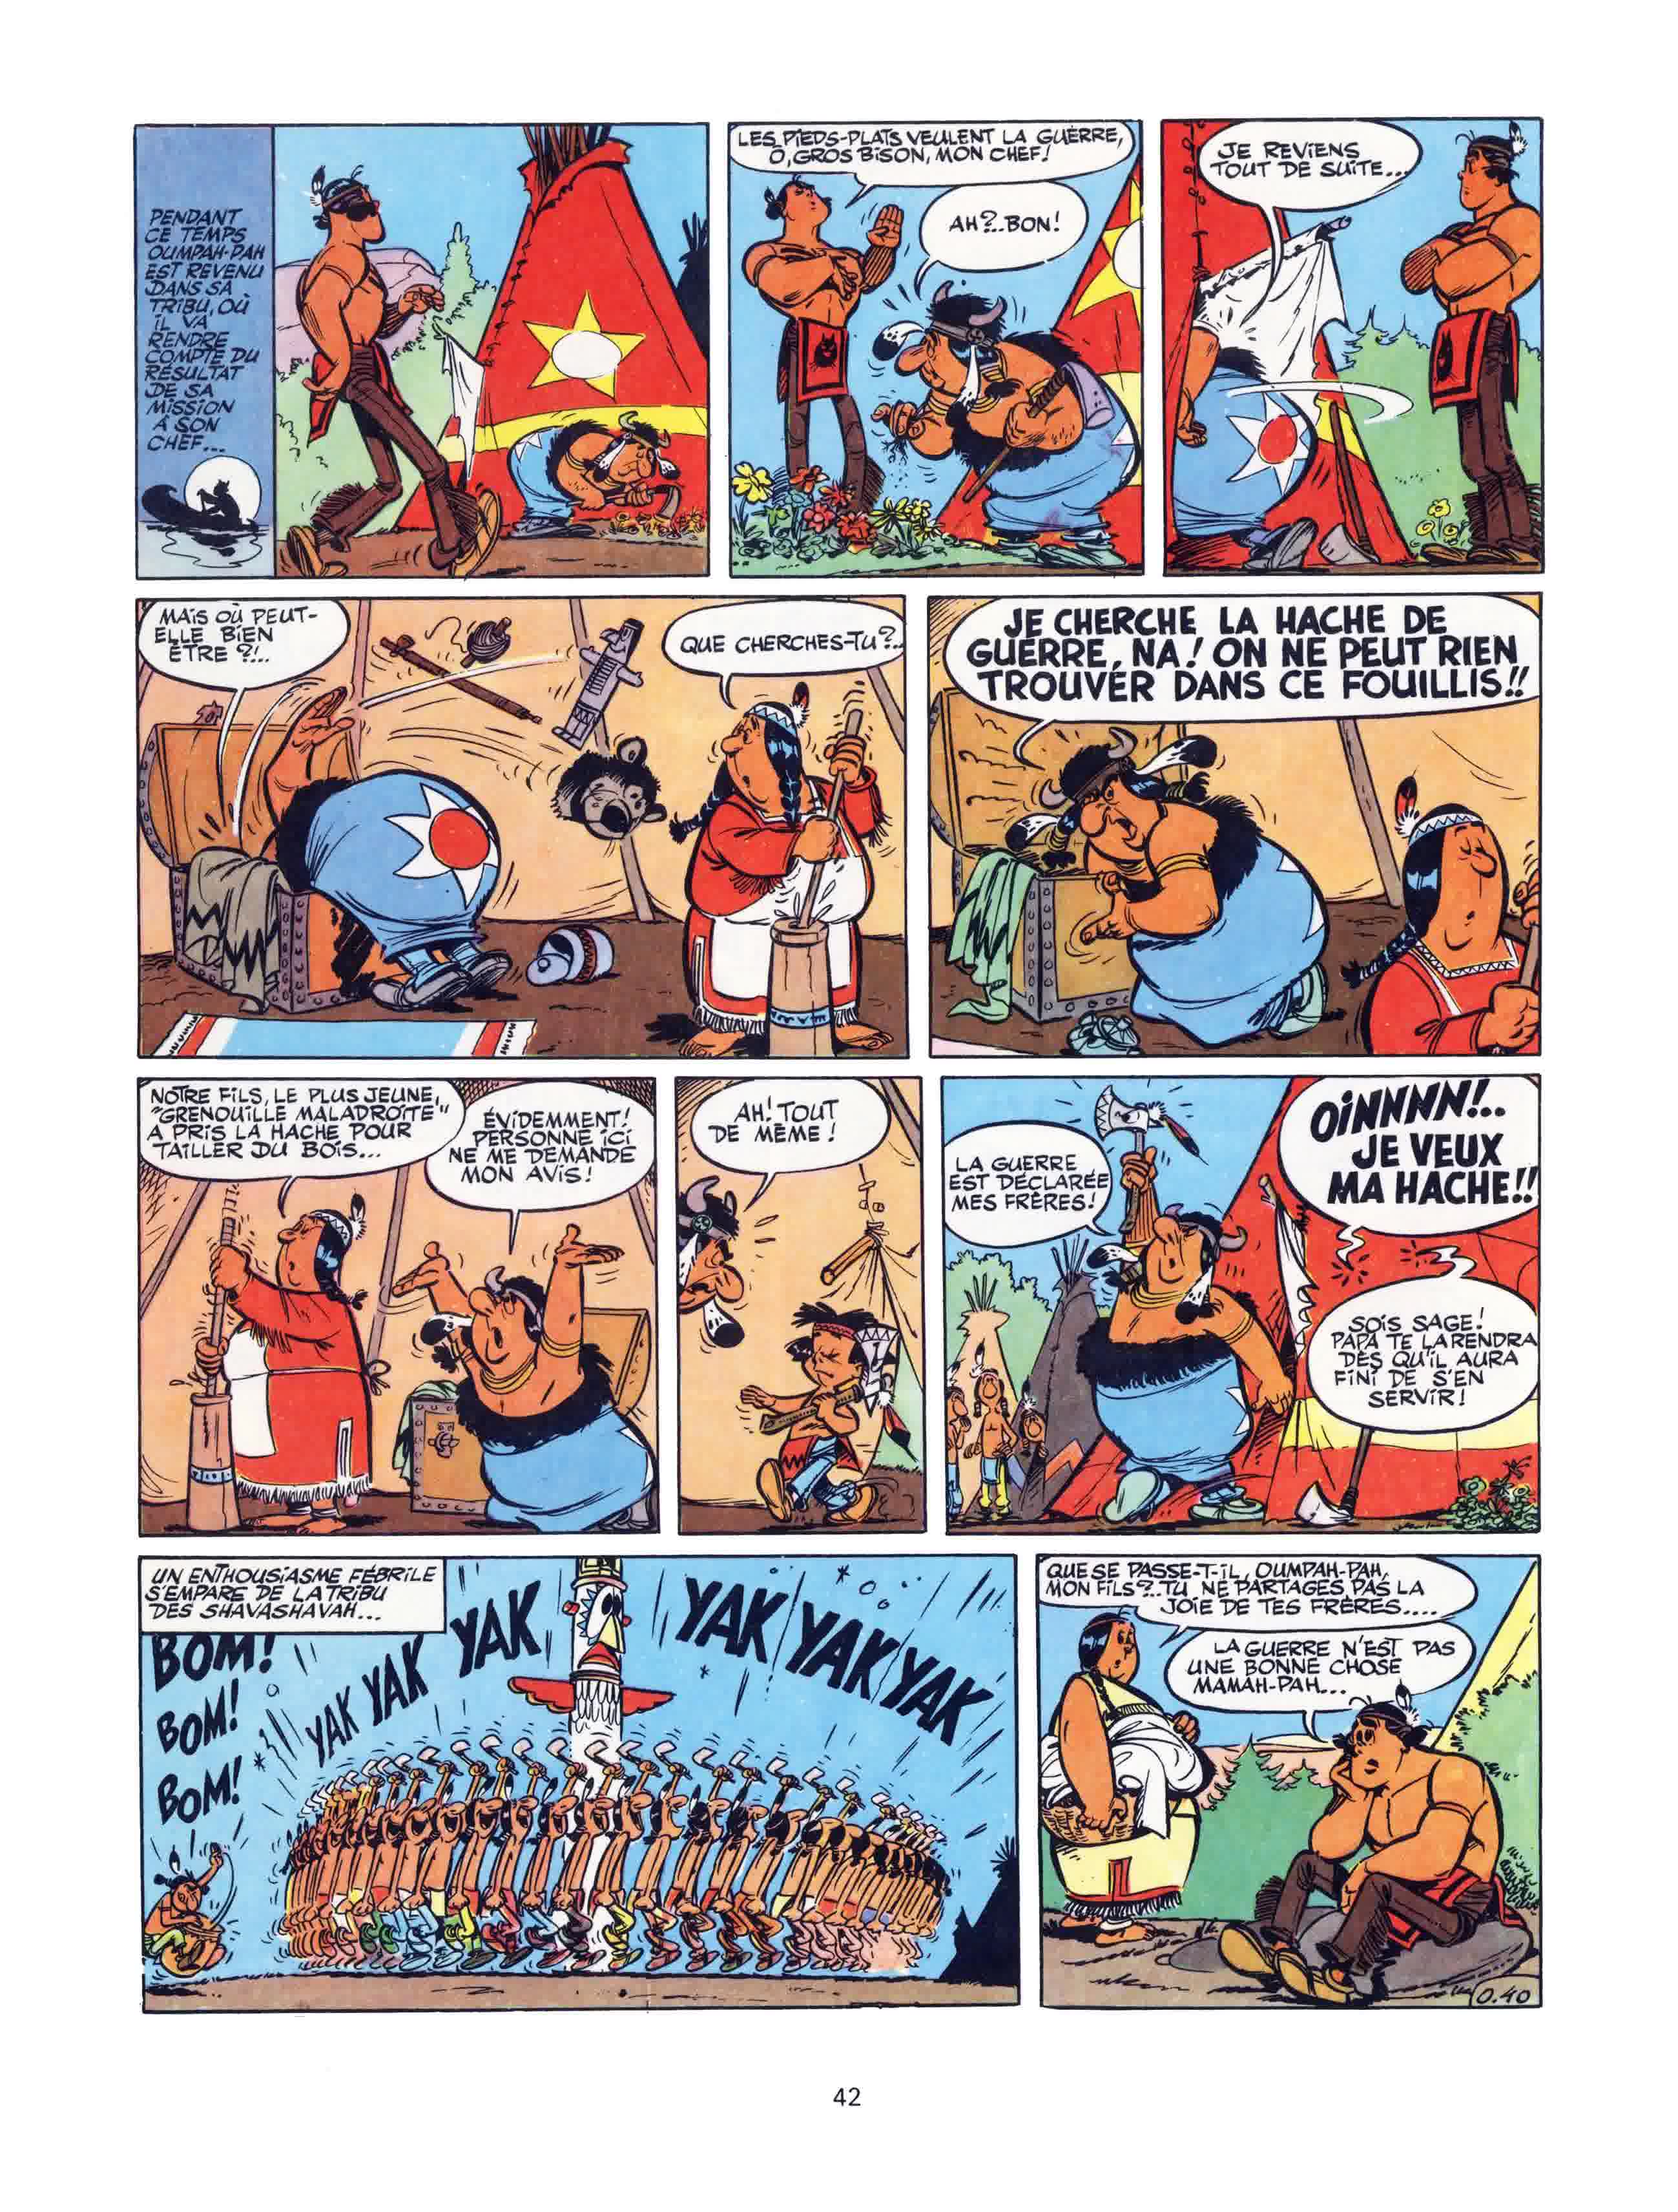 PENDANT
CE TEMPS
OUMPAH-PAH
EST REVENU
DANS SA
TRIBU, OÙ
IL VA
RENDRE
COMPTE DU
RÉSULTAT
DE SA
MISSION
A SON
CHEF...
LES PIEDS-PLATS VEULENT LA GUERRE,
O, GROS BISON, MON CHEF!
AH?..BON!
JE REVIENS
TOUT DE SUITE...
MAIS OÙ PEUT-
ELLE BIEN
ÊTRE?!..
QUE CHERCHES-TU?..
JE CHERCHE LA HACHE DE
GUERRE, NA! ON NE PEUT RIEN
TROUVER DANS CE FOUILLIS!!
NOTRE FILS, LE PLUS JEUNE,
"GRENOUILLE MALADROITE"
A PRIS LA HACHE POUR
TAILLER DU BOIS...
ÉVIDEMMENT!
PERSONNE ICI
NE ME DEMANDE
MON AVIS!
AH! TOUT
DE MÊME!
LA GUERRE
EST DÉCLARÉE
MES FRÈRES!
OINNNN!..
JE VEUX
MA HACHE!!
SOIS SAGE!
PAPA TE LA RENDRA
DÈS QU'IL AURA
FINI DE S'EN
SERVIR!
UN ENTHOUSIASME FÉBRILE
S'EMPARE DE LA TRIBU
DES SHAVASHAVAH...
BOM!
BOM!
BOM!
YAK YAK YAK
YAK YAK YAK
QUE SE PASSE-T-IL, OUMPAH-PAH,
MON FILS?..TU NE PARTAGES PAS LA
JOIE DE TES FRÈRES....
LA GUERRE N'EST PAS
UNE BONNE CHOSE
MAMAH-PAH...
O.40
42